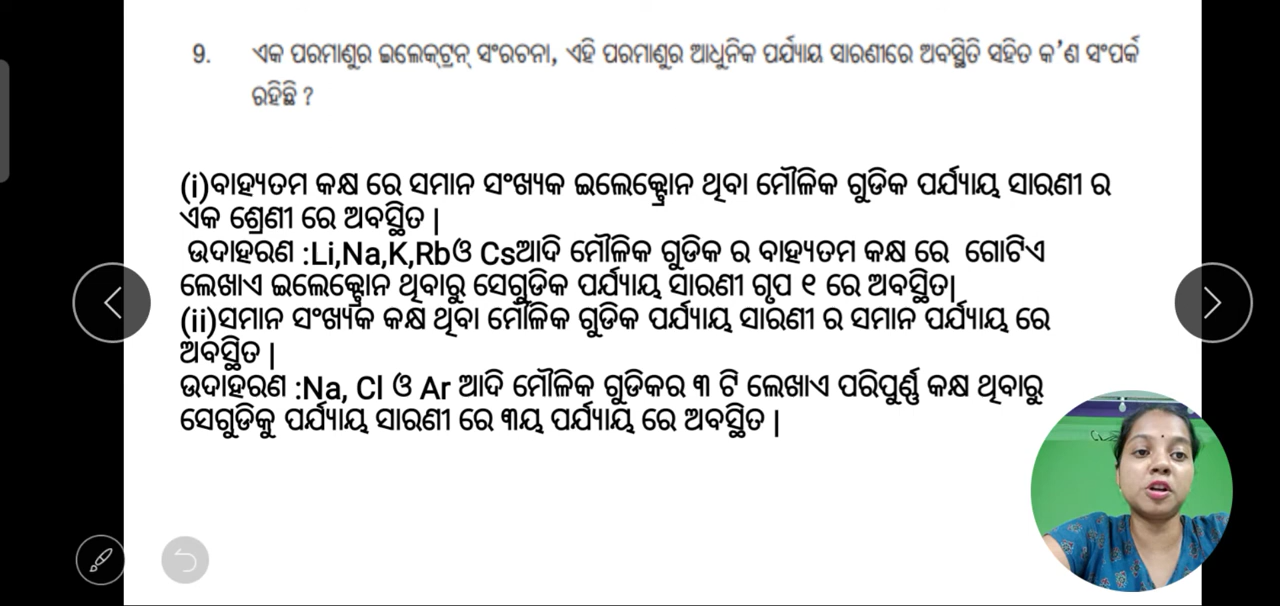 9. ଏକ ପରମାଣୁର ଇଲେକ୍ଟ୍ରନ୍ ସଂରଚନା, ଏହି ପରମାଣୁର ଆଧୁନିକ ପର୍ଯ୍ୟାୟ ସାରଣୀରେ ଅବସ୍ଥିତି ସହିତ କ’ଣ ସଂପର୍କ
ରହିଛି ?
(i)ବାହ୍ୟତମ କକ୍ଷ ରେ ସମାନ ସଂଖ୍ୟକ ଇଲେକ୍ଟ୍ରୋନ ଥିବା ମୌଳିକ ଗୁଡିକ ପର୍ଯ୍ୟାୟ ସାରଣୀ ର
ଏକ ଶ୍ରେଣୀ ରେ ଅବସ୍ଥିତ |
ଉଦାହରଣ :Li,Na,K,Rbଓ Csଆଦି ମୌଳିକ ଗୁଡିକ ର ବାହ୍ୟତମ କକ୍ଷ ରେ ଗୋଟିଏ
ଲେଖାଏ ଇଲେକ୍ଟ୍ରୋନ ଥିବାରୁ ସେଗୁଡିକ ପର୍ଯ୍ୟାୟ ସାରଣୀ ଗୃପ ୧ ରେ ଅବସ୍ଥିତ|
(ii)ସମାନ ସଂଖ୍ୟକ କକ୍ଷ ଥିବା ମୌଳିକ ଗୁଡିକ ପର୍ଯ୍ୟାୟ ସାରଣୀ ର ସମାନ ପର୍ଯ୍ୟାୟ ରେ
ଅବସ୍ଥିତ |
ଉଦାହରଣ :Na, Cl ଓ Ar ଆଦି ମୌଳିକ ଗୁଡିକର ୩ ଟି ଲେଖାଏ ପରିପୁର୍ଣ୍ଣ କକ୍ଷ ଥିବାରୁ
ସେଗୁଡିକୁ ପର୍ଯ୍ୟାୟ ସାରଣୀ ରେ ୩ୟ ପର୍ଯ୍ୟାୟ ରେ ଅବସ୍ଥିତ |